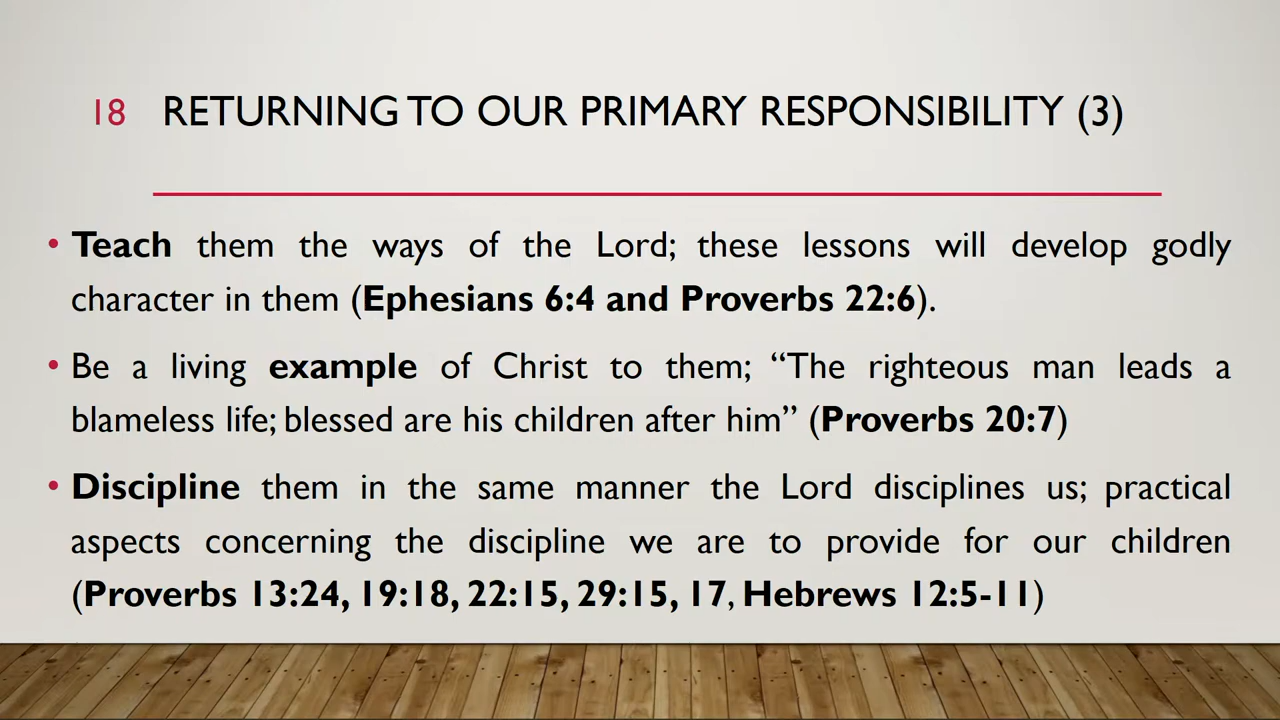 18 RETURNING TO OUR PRIMARY RESPONSIBILITY (3)
• Teach them the ways of the Lord; these lessons will develop godly
character in them (Ephesians 6:4 and Proverbs 22:6).
• Be a living example of Christ to them; “The righteous man leads a
blameless life; blessed are his children after him” (Proverbs 20:7)
• Discipline them in the same manner the Lord disciplines us; practical
aspects concerning the discipline we are to provide for our children
(Proverbs 13:24, 19:18, 22:15, 29:15, 17, Hebrews 12:5-11)